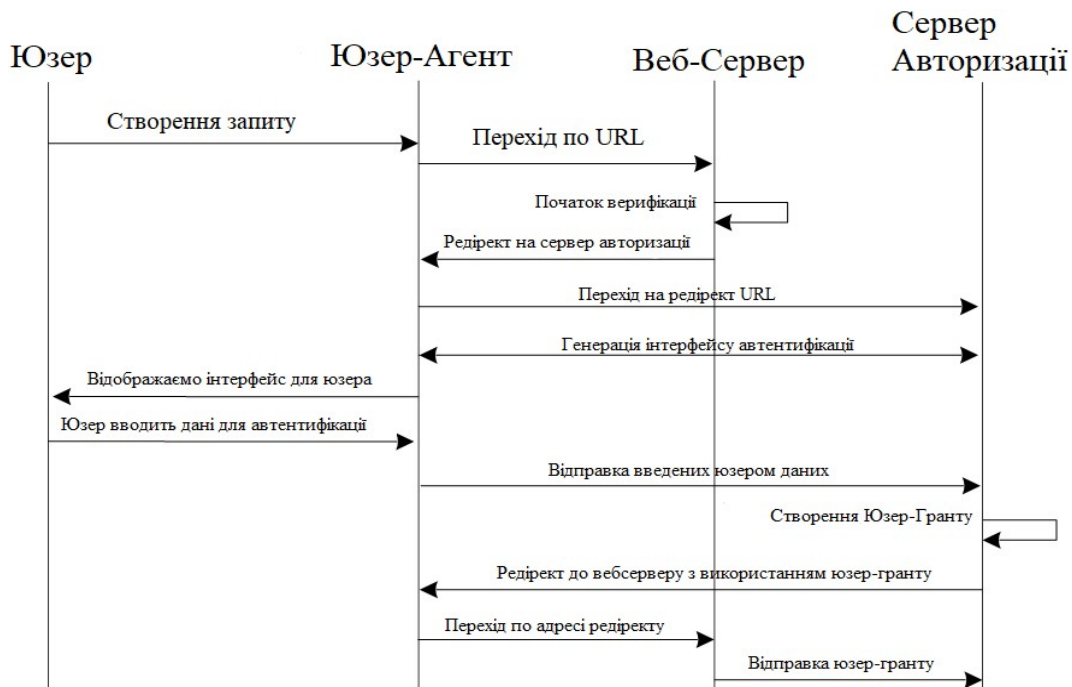 Сервер
Юзер Юзер-Агент Веб-Сервер Авторизації
Створення запиту
Перехід по URL
Початок верифікації
Редірект на сервер авторизації
Перехід на редірект URL
Генерація інтерфейсу автентифікації
Відображаємо інтерфейс для юзера
Юзер вводить дані для автентифікації
Відправка введених юзером даних
Створення Юзер-Гранту
Редірект до вебсерверу з використанням юзер-гранту
Перехід по адресі редіректу
Відправка юзер-гранту